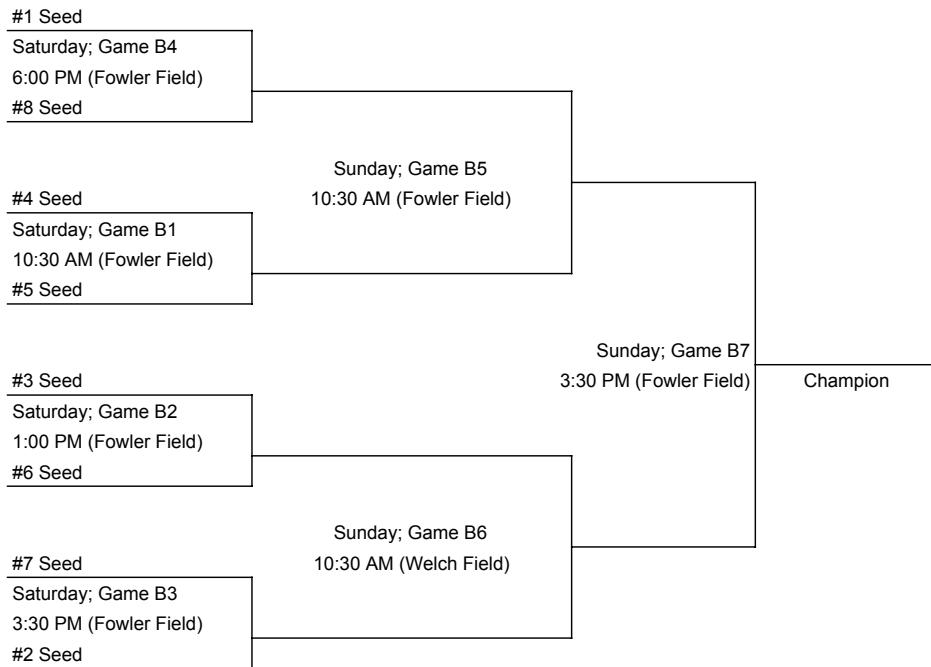 #1 Seed
Saturday; Game B4
6:00 PM (Fowler Field)
#8 Seed
Sunday; Game B5
10:30 AM (Fowler Field)
#4 Seed
Saturday; Game B1
10:30 AM (Fowler Field)
#5 Seed
Sunday; Game B7
3:30 PM (Fowler Field)
Champion
#3 Seed
Saturday; Game B2
1:00 PM (Fowler Field)
#6 Seed
Sunday; Game B6
10:30 AM (Welch Field)
#7 Seed
Saturday; Game B3
3:30 PM (Fowler Field)
#2 Seed